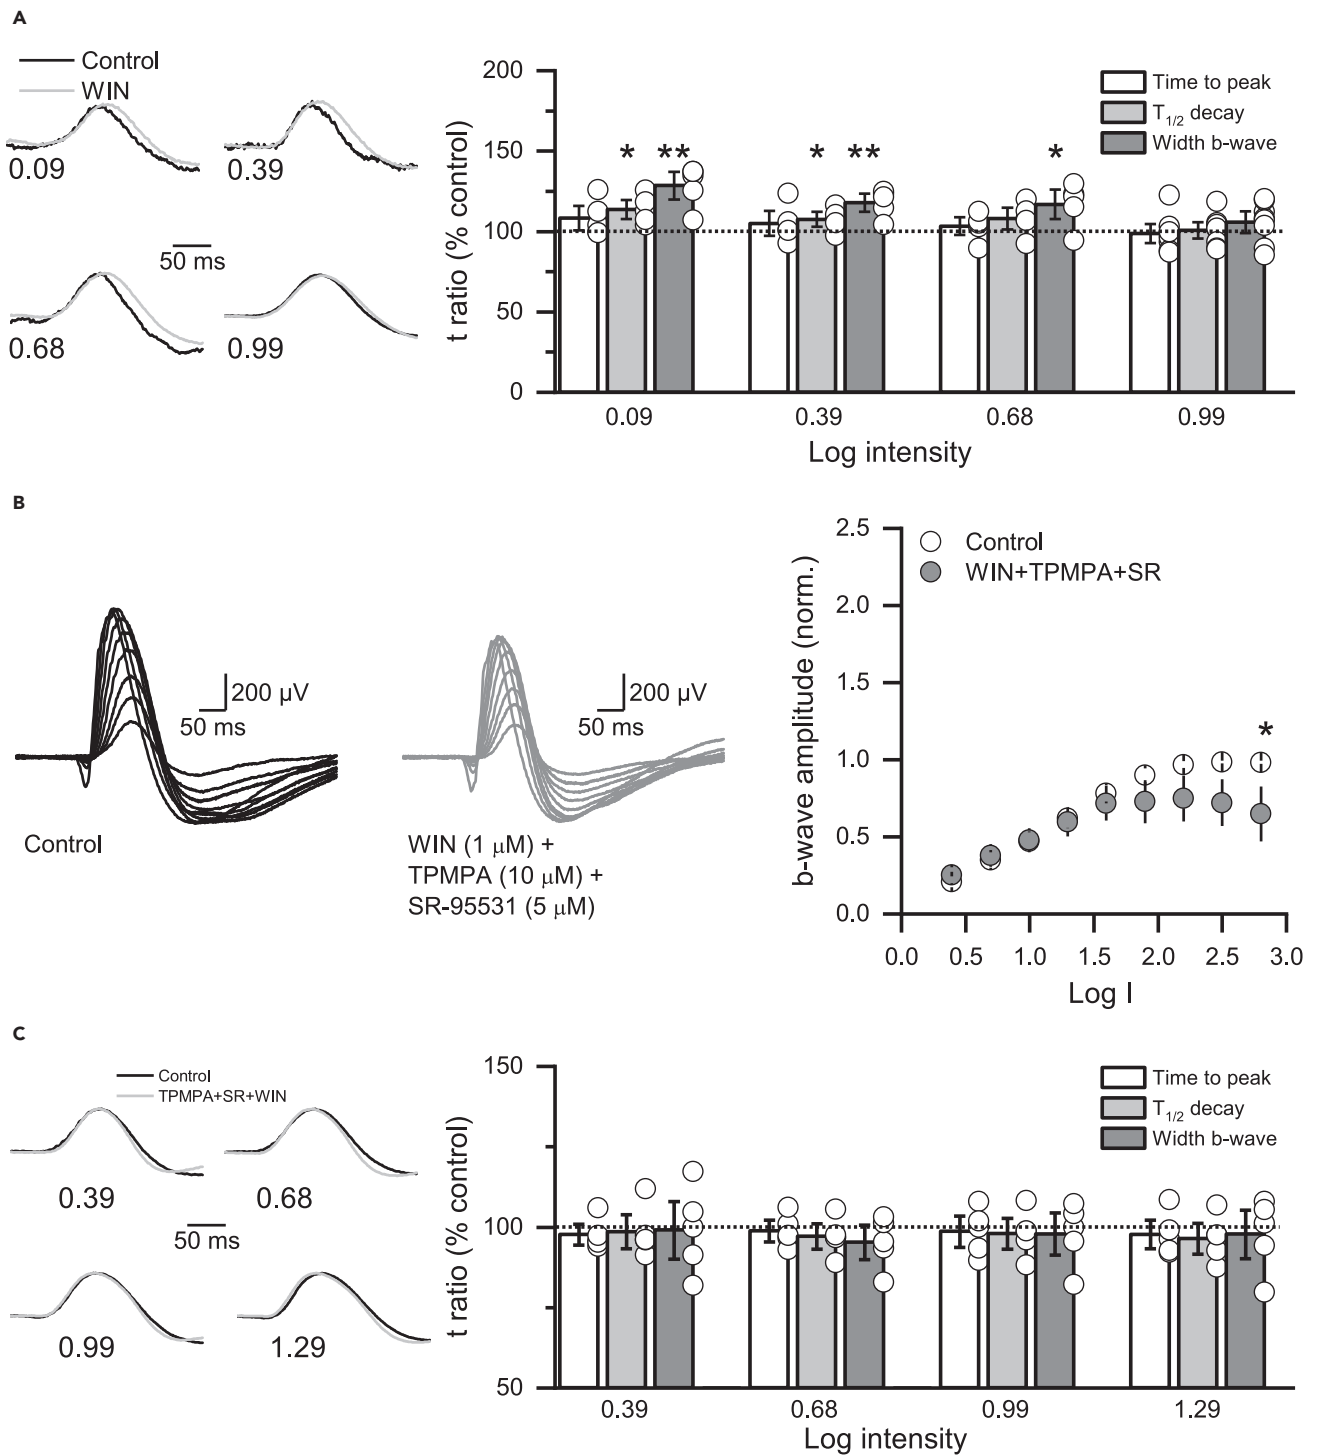 A
Control
WIN
0.09
0.39
50 ms
0.68
0.99
200
150
100
50
0
t ratio (% control)
Time to peak
T1/2 decay
Width b-wave
* ** * ** *
0.09 0.39 0.68 0.99
Log intensity
B
200 µV
50 ms
Control
200 µV
50 ms
WIN (1 µM) +
TPMPA (10 µM) +
SR-95531 (5 µM)
2.5
2.0
1.5
1.0
0.5
0.0
b-wave amplitude (norm.)
Control
WIN+TPMPA+SR
*
0.0 0.5 1.0 1.5 2.0 2.5 3.0
Log I
C
Control
TPMPA+SR+WIN
0.39
0.68
50 ms
0.99
1.29
150
100
50
t ratio (% control)
Time to peak
T1/2 decay
Width b-wave
0.39 0.68 0.99 1.29
Log intensity